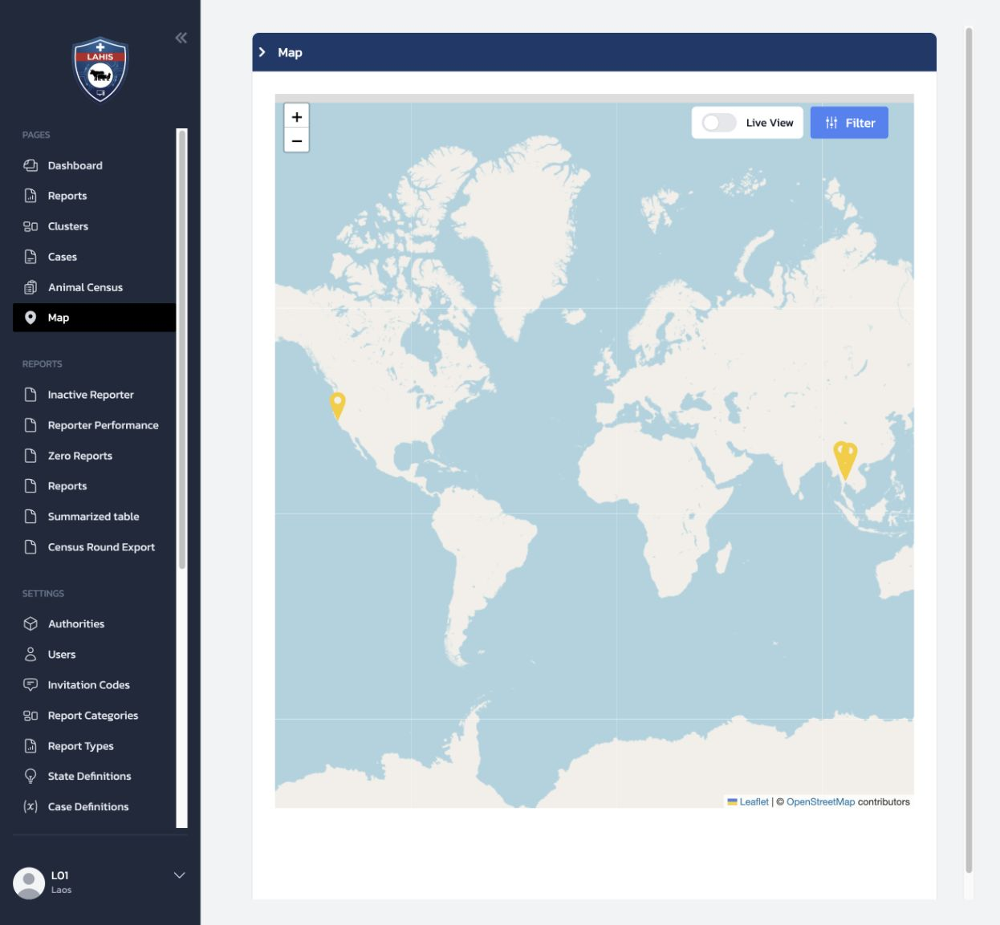 LAHIS
PAGES
Dashboard
Reports
Clusters
Cases
Animal Census
Map
REPORTS
Inactive Reporter
Reporter Performance
Zero Reports
Reports
Summarized table
Census Round Export
SETTINGS
Authorities
Users
Invitation Codes
Report Categories
Report Types
State Definitions
(x) Case Definitions
L01
Laos
Map
+
−
Live View
Filter
Leaflet | © OpenStreetMap contributors